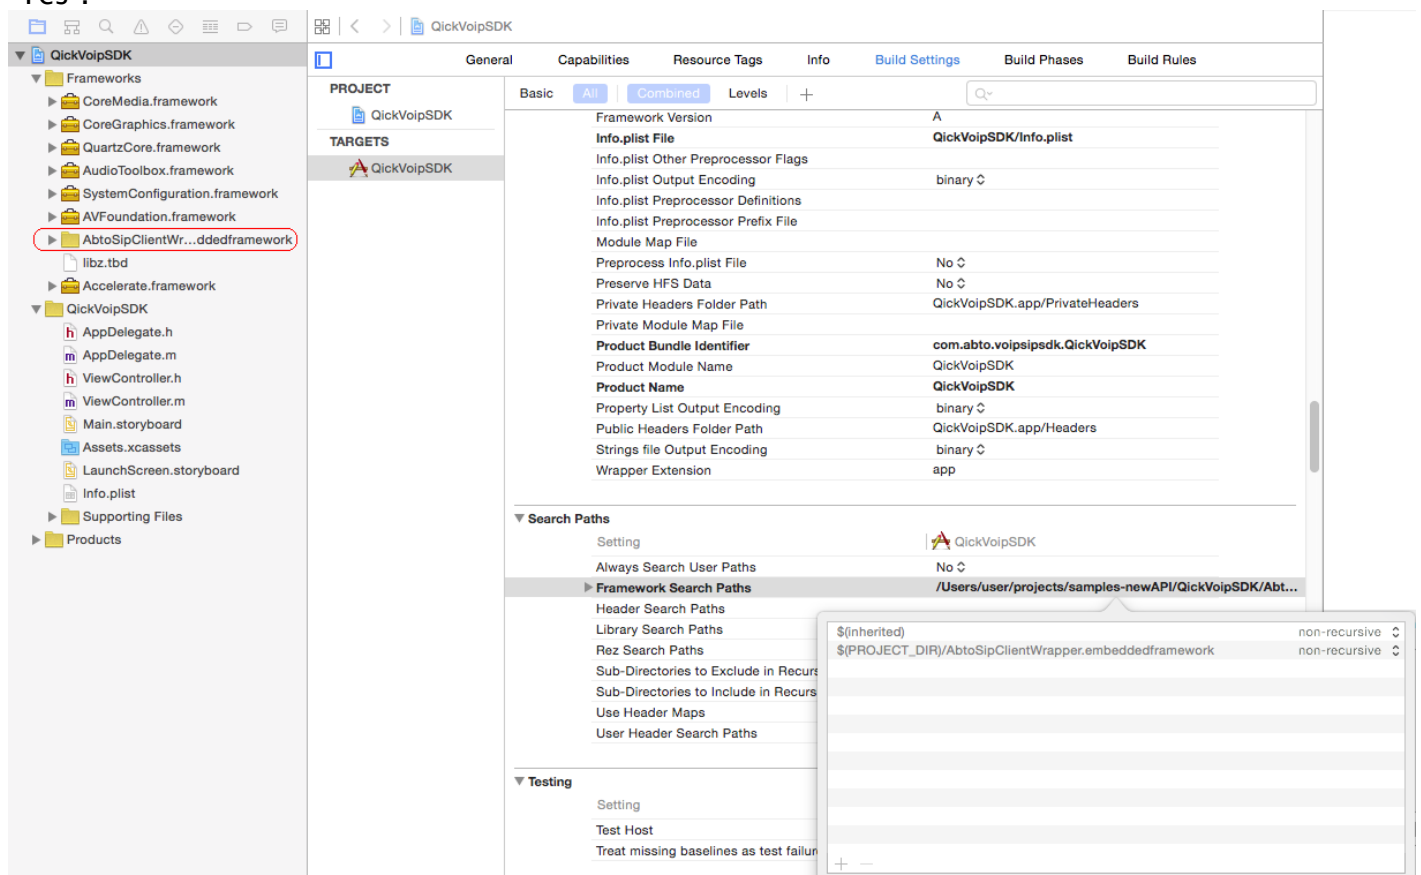 QickVoipSDK
QickVoipSDK
General Capabilities Resource Tags Info Build Settings Build Phases Build Rules
Frameworks
CoreMedia.framework
CoreGraphics.framework
QuartzCore.framework
AudioToolbox.framework
SystemConfiguration.framework
AVFoundation.framework
AbtoSipClientWr...ddedframework
libz.tbd
Accelerate.framework
QickVoipSDK
AppDelegate.h
AppDelegate.m
ViewController.h
ViewController.m
Main.storyboard
Assets.xcassets
LaunchScreen.storyboard
Info.plist
Supporting Files
Products
PROJECT
QickVoipSDK
TARGETS
QickVoipSDK
Basic All Combined Levels +
Framework Version A
Info.plist File QickVoipSDK/Info.plist
Info.plist Other Preprocessor Flags
Info.plist Output Encoding binary
Info.plist Preprocessor Definitions
Info.plist Preprocessor Prefix File
Module Map File
Preprocess Info.plist File No
Preserve HFS Data No
Private Headers Folder Path QickVoipSDK.app/PrivateHeaders
Private Module Map File
Product Bundle Identifier com.abto.voipsipsdk.QickVoipSDK
Product Module Name QickVoipSDK
Product Name QickVoipSDK
Property List Output Encoding binary
Public Headers Folder Path QickVoipSDK.app/Headers
Strings file Output Encoding binary
Wrapper Extension app
Search Paths
Setting QickVoipSDK
Always Search User Paths No
Framework Search Paths /Users/user/projects/samples-newAPI/QickVoipSDK/Abt...
Header Search Paths
Library Search Paths
Rez Search Paths
Sub-Directories to Exclude in Recurs
Sub-Directories to Include in Recurs
Use Header Maps
User Header Search Paths
$(inherited) non-recursive
$(PROJECT_DIR)/AbtoSipClientWrapper.embeddedframework non-recursive
Testing
Setting
Test Host
Treat missing baselines as test failur
+ −